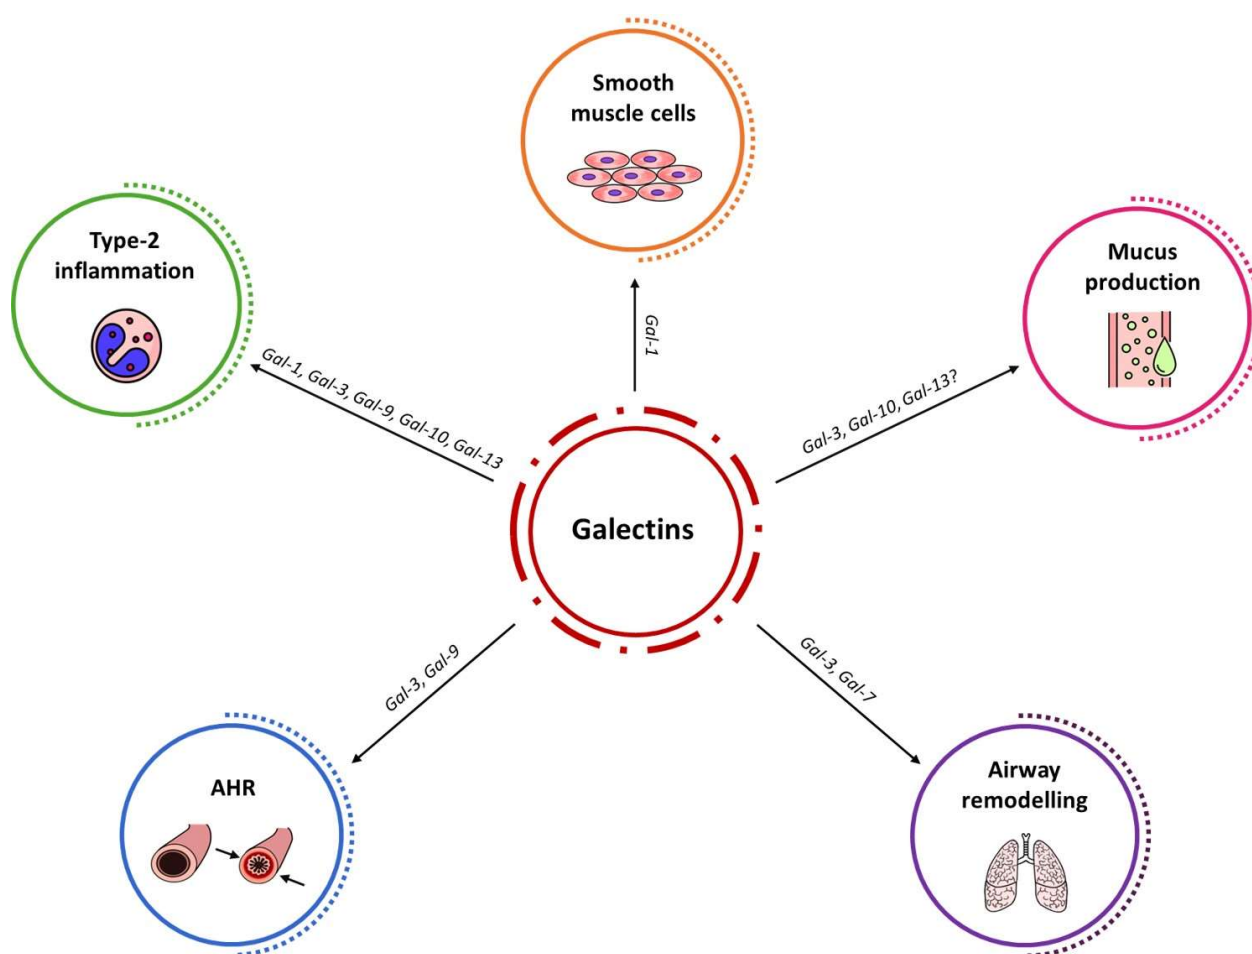 Smooth
muscle cells
Type-2
inflammation
Mucus
production
Gal-1
Gal-1, Gal-3, Gal-9, Gal-10, Gal-13
Gal-3, Gal-10, Gal-13?
Galectins
Gal-3, Gal-9
Gal-3, Gal-7
AHR
Airway
remodelling